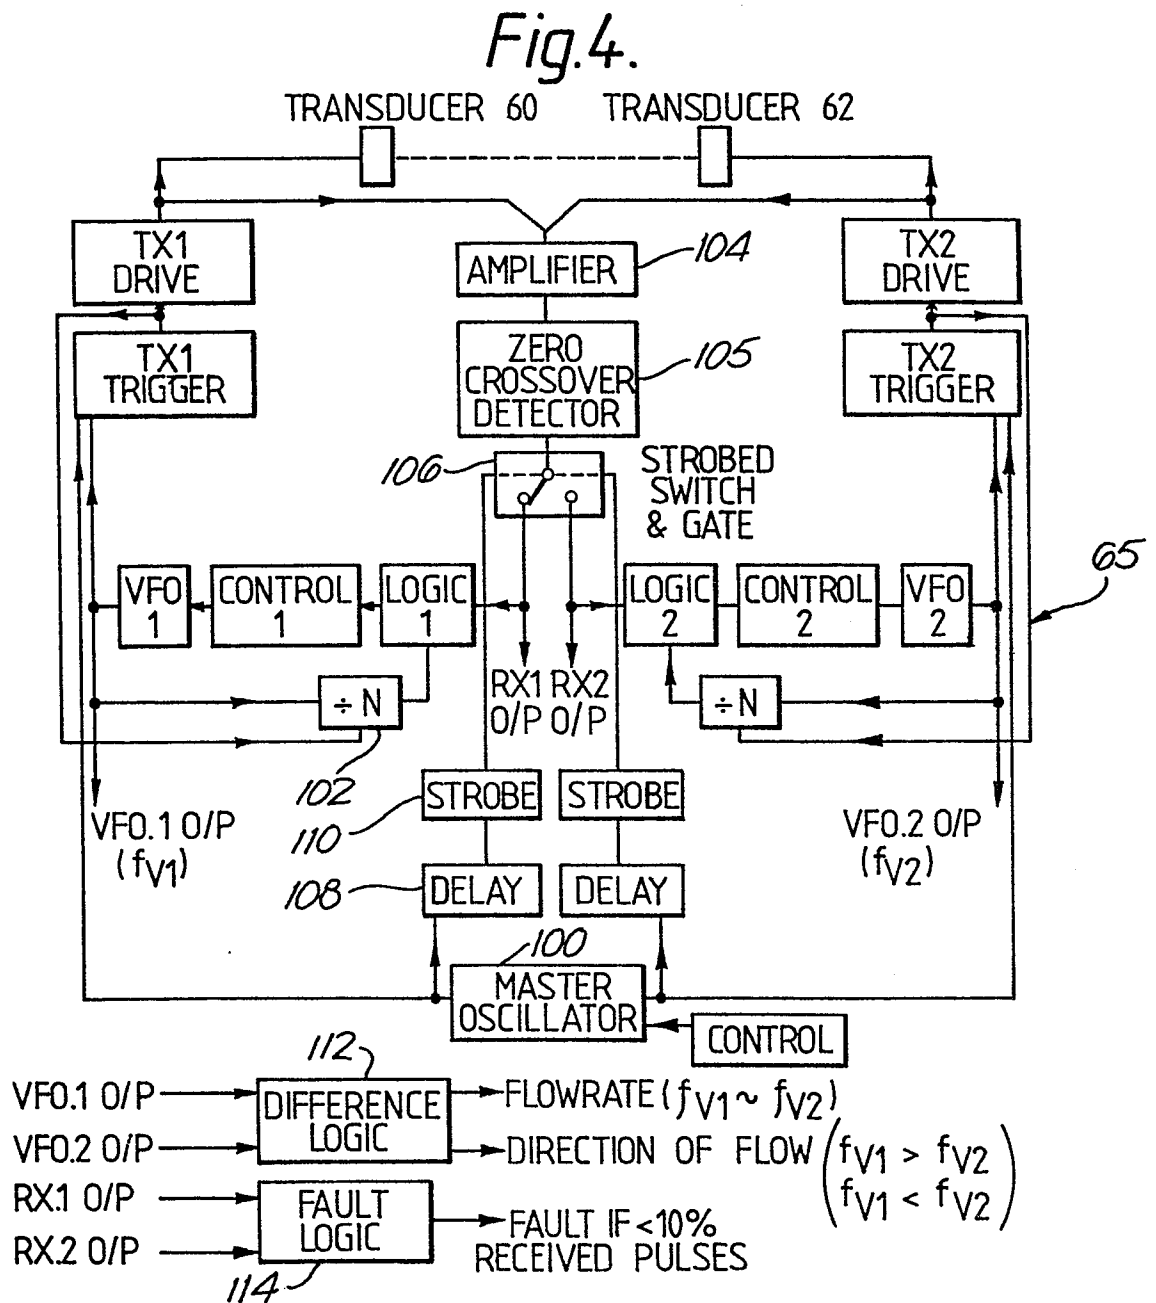 Fig.4.
TRANSDUCER 60
TRANSDUCER 62
TX1
DRIVE
AMPLIFIER
104
TX2
DRIVE
TX1
TRIGGER
ZERO
CROSSOVER
DETECTOR
105
TX2
TRIGGER
106
STROBED
SWITCH
& GATE
65
VFO
1
CONTROL
1
LOGIC
1
LOGIC
2
CONTROL
2
VFO
2
÷ N
102
RX1
O/P
RX2
O/P
÷ N
VFO.1 O/P
(fV1)
STROBE
110
STROBE
VFO.2 O/P
(fV2)
108
DELAY
DELAY
100
MASTER
OSCILLATOR
CONTROL
112
VFO.1 O/P
VFO.2 O/P
DIFFERENCE
LOGIC
FLOWRATE (fV1 ~ fV2)
DIRECTION OF FLOW (fV1 > fV2
fV1 < fV2)
RX.1 O/P
RX.2 O/P
FAULT
LOGIC
114
FAULT IF <10%
RECEIVED PULSES